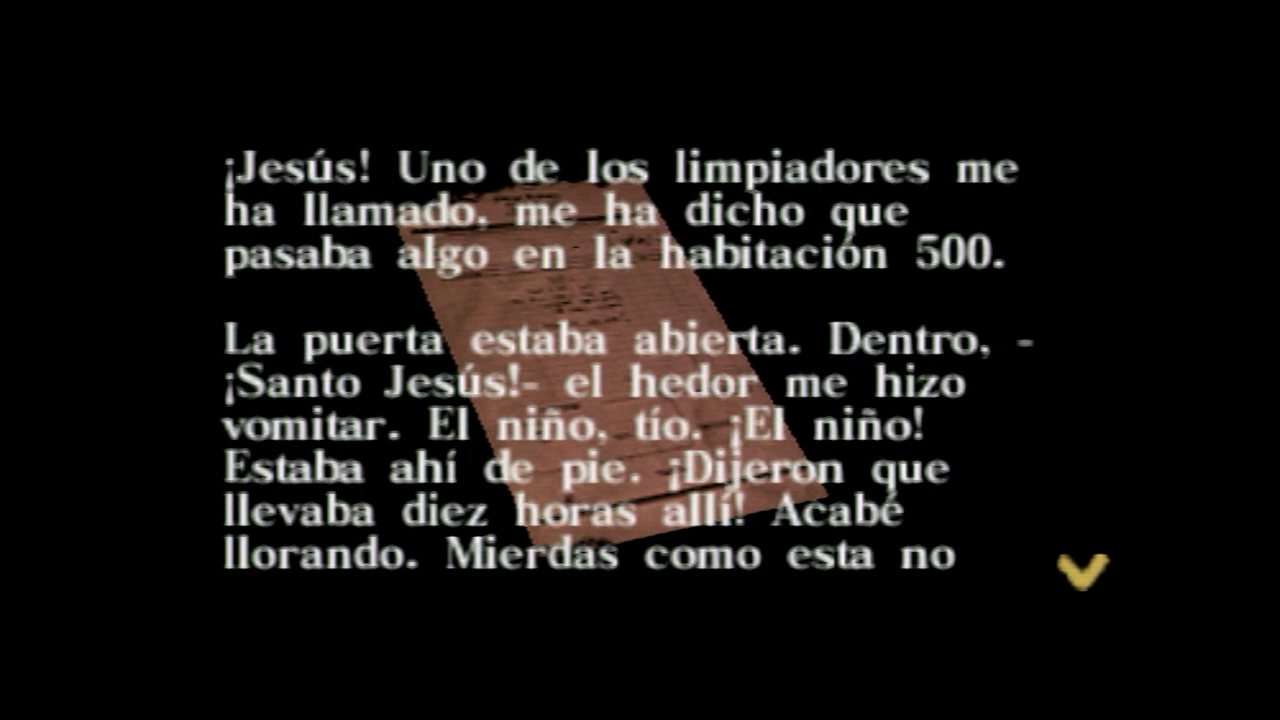 ¡Jesús! Uno de los limpiadores me
ha llamado, me ha dicho que
pasaba algo en la habitación 500.
La puerta estaba abierta. Dentro, -
¡Santo Jesús!- el hedor me hizo
vomitar. El niño, tío. ¡El niño!
Estaba ahí de pie. ¡Dijeron que
llevaba diez horas allí! Acabé
llorando. Mierdas como esta no